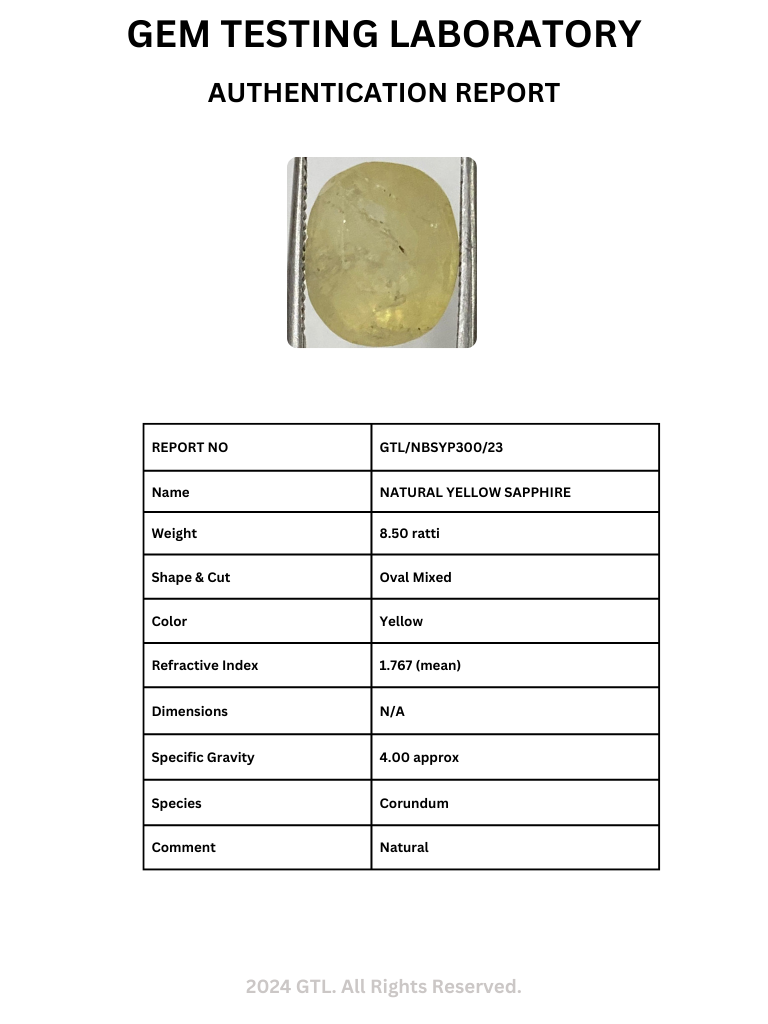 GEM TESTING LABORATORY
AUTHENTICATION REPORT
REPORT NO GTL/NBSYP300/23
Name NATURAL YELLOW SAPPHIRE
Weight 8.50 ratti
Shape & Cut Oval Mixed
Color Yellow
Refractive Index 1.767 (mean)
Dimensions N/A
Specific Gravity 4.00 approx
Species Corundum
Comment Natural
2024 GTL. All Rights Reserved.